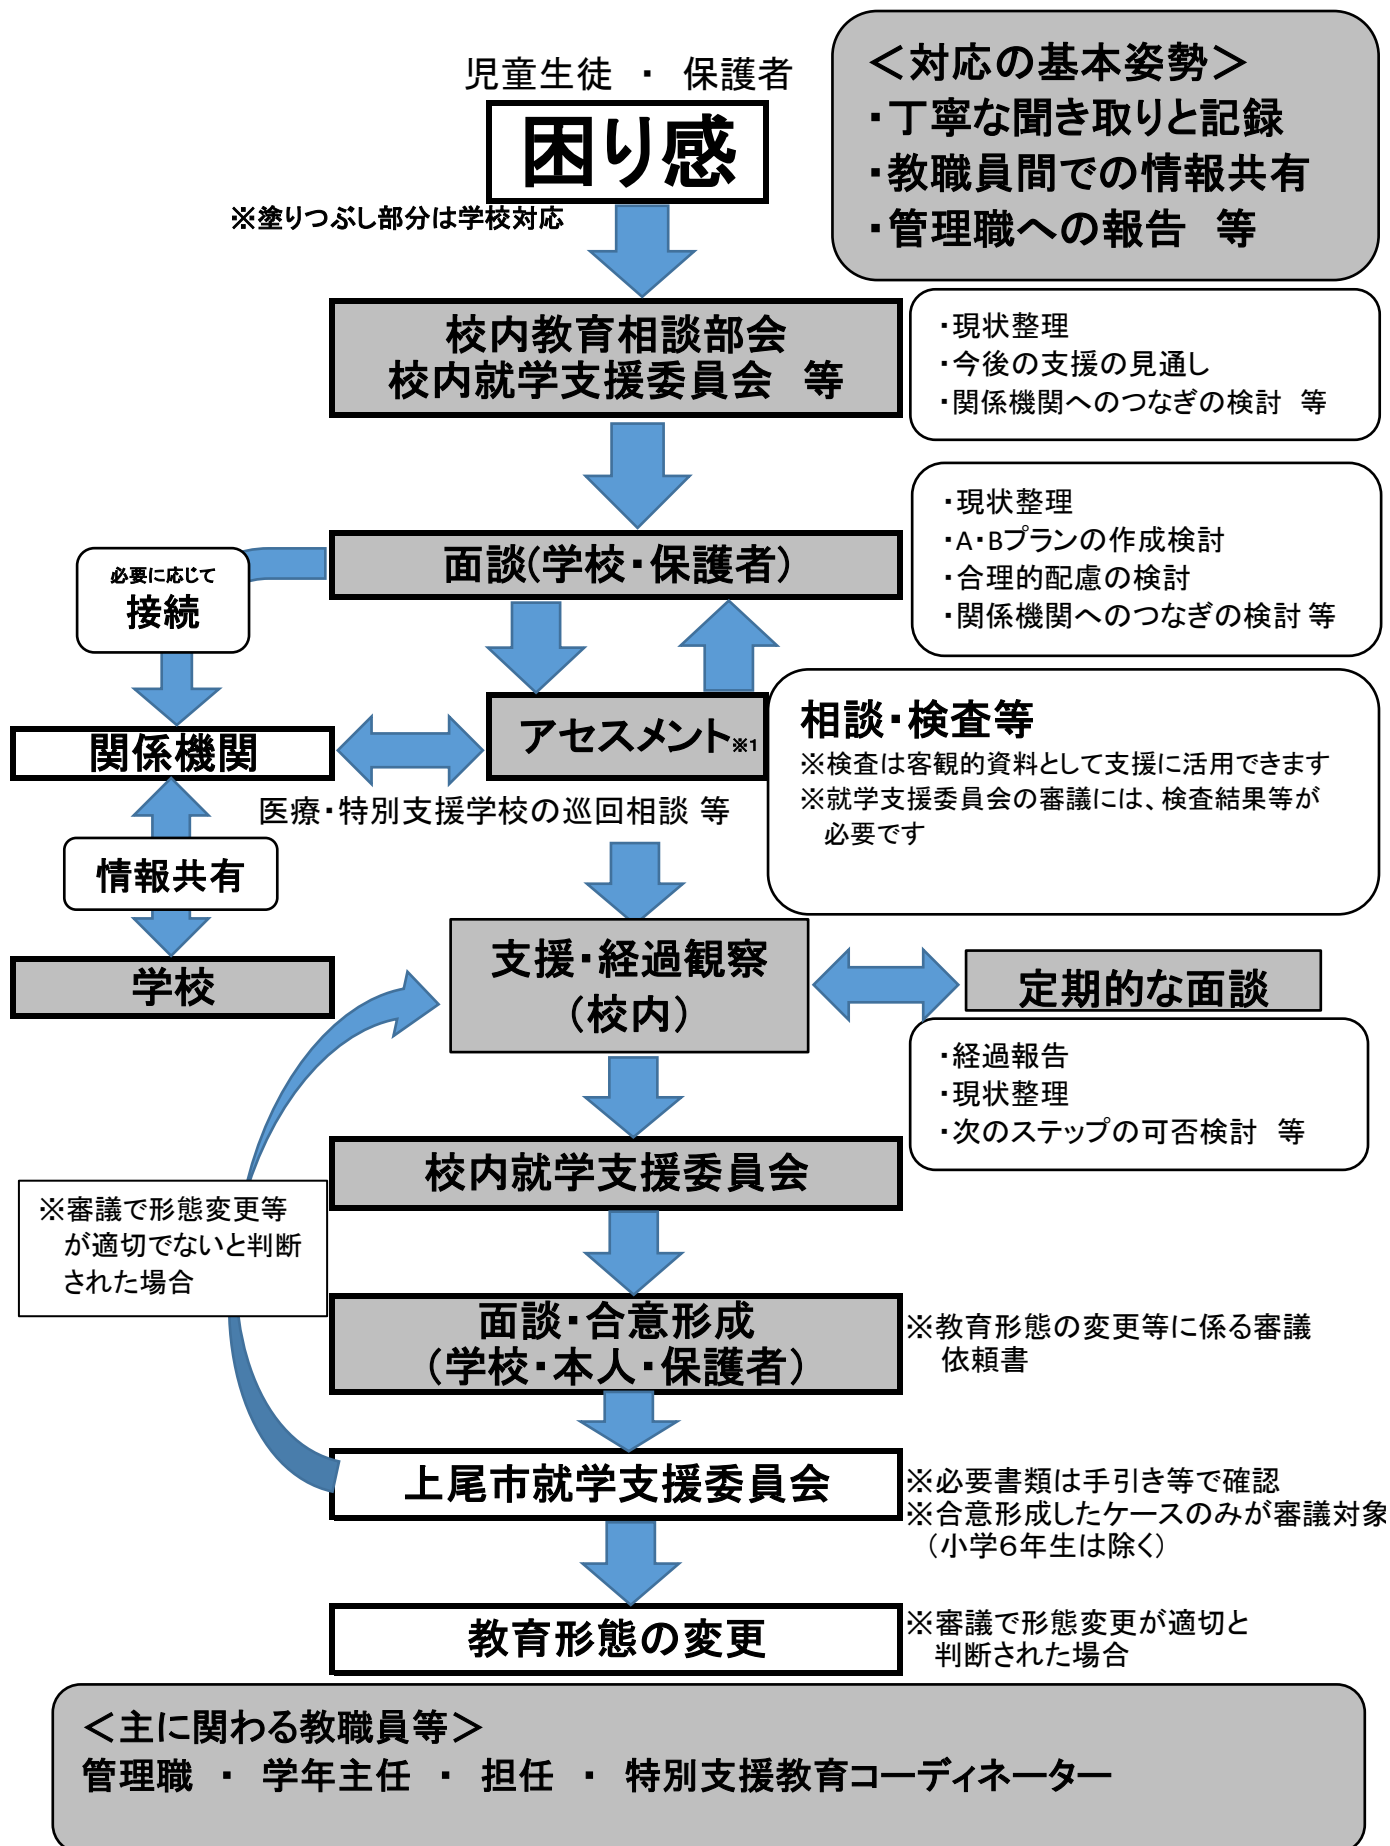 児童生徒 ・ 保護者
困り感
※塗りつぶし部分は学校対応
＜対応の基本姿勢＞
・丁寧な聞き取りと記録
・教職員間での情報共有
・管理職への報告 等
校内教育相談部会
校内就学支援委員会 等
・現状整理
・今後の支援の見通し
・関係機関へのつなぎの検討 等
面談(学校・保護者）
・現状整理
・A・Bプランの作成検討
・合理的配慮の検討
・関係機関へのつなぎの検討 等
必要に応じて
接続
関係機関
アセスメント※1
医療・特別支援学校の巡回相談 等
相談・検査等
※検査は客観的資料として支援に活用できます
※就学支援委員会の審議には、検査結果等が
必要です
情報共有
学校
支援・経過観察
（校内）
定期的な面談
・経過報告
・現状整理
・次のステップの可否検討 等
校内就学支援委員会
※審議で形態変更等
が適切でないと判断
された場合
面談・合意形成
（学校・本人・保護者）
※教育形態の変更等に係る審議
依頼書
上尾市就学支援委員会
※必要書類は手引き等で確認
※合意形成したケースのみが審議対象
（小学６年生は除く）
教育形態の変更
※審議で形態変更が適切と
判断された場合
＜主に関わる教職員等＞
管理職 ・ 学年主任 ・ 担任 ・ 特別支援教育コーディネーター